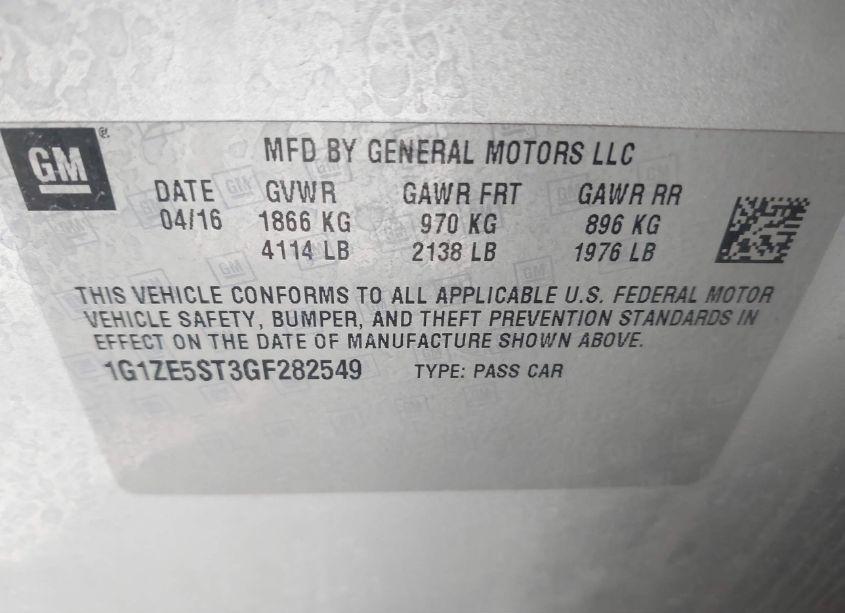 GM®
MFD BY GENERAL MOTORS LLC
DATE GVWR GAWR FRT GAWR RR
04/16 1866 KG 970 KG 896 KG
4114 LB 2138 LB 1976 LB
THIS VEHICLE CONFORMS TO ALL APPLICABLE U.S. FEDERAL MOTOR
VEHICLE SAFETY, BUMPER, AND THEFT PREVENTION STANDARDS IN
EFFECT ON THE DATE OF MANUFACTURE SHOWN ABOVE.
1G1ZE5ST3GF282549 TYPE: PASS CAR